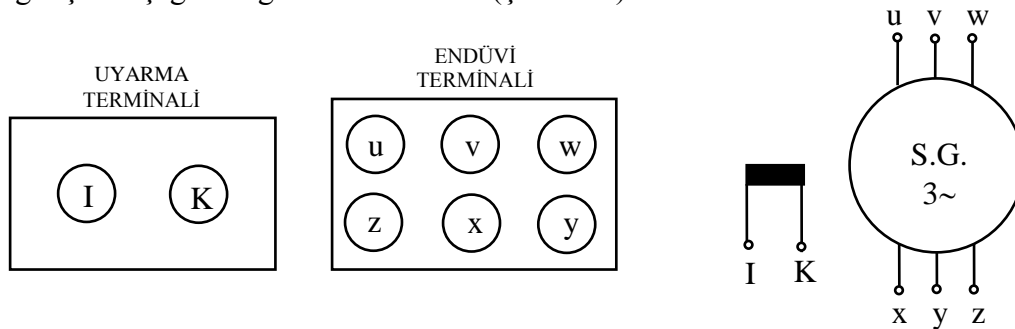 UYARMA
TERMİNALİ
I K
ENDÜVİ
TERMİNALİ
u v w
z x y
I K
u v w
S.G.
3~
x y z